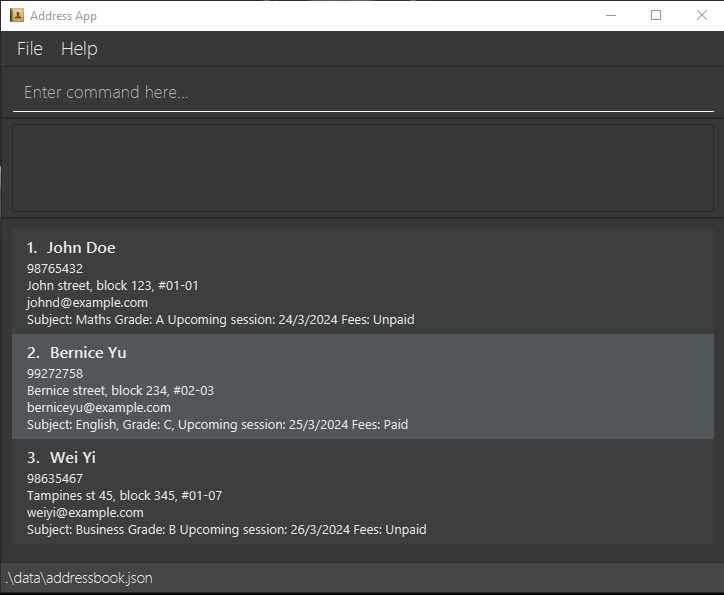 Address App
File Help
Enter command here...
1. John Doe
98765432
John street, block 123, #01-01
johnd@example.com
Subject: Maths Grade: A Upcoming session: 24/3/2024 Fees: Unpaid
2. Bernice Yu
99272758
Bernice street, block 234, #02-03
berniceyu@example.com
Subject: English, Grade: C, Upcoming session: 25/3/2024 Fees: Paid
3. Wei Yi
98635467
Tampines st 45, block 345, #01-07
weiyi@example.com
Subject: Business Grade: B Upcoming session: 26/3/2024 Fees: Unpaid
.\data\addressbook.json